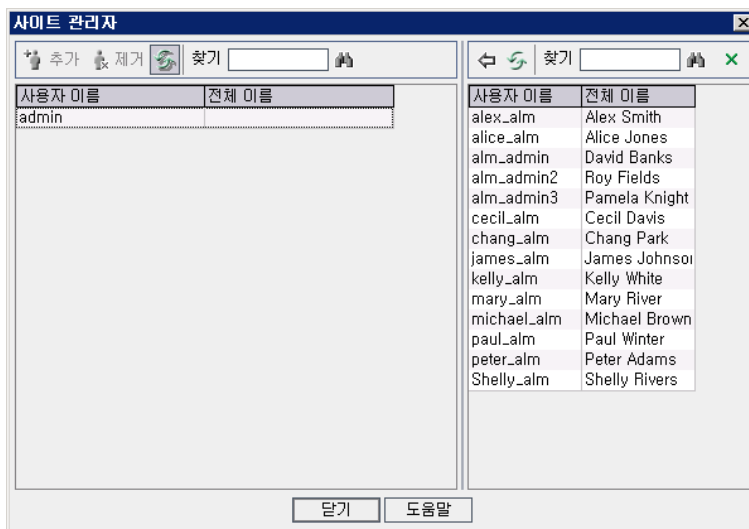 사이트 관리자
추가 제거 찾기
찾기
사용자 이름 전체 이름
admin
사용자 이름 전체 이름
alex_alm Alex Smith
alice_alm Alice Jones
alm_admin David Banks
alm_admin2 Roy Fields
alm_admin3 Pamela Knight
cecil_alm Cecil Davis
chang_alm Chang Park
james_alm James Johnson
kelly_alm Kelly White
mary_alm Mary River
michael_alm Michael Brown
paul_alm Paul Winter
peter_alm Peter Adams
Shelly_alm Shelly Rivers
닫기 도움말